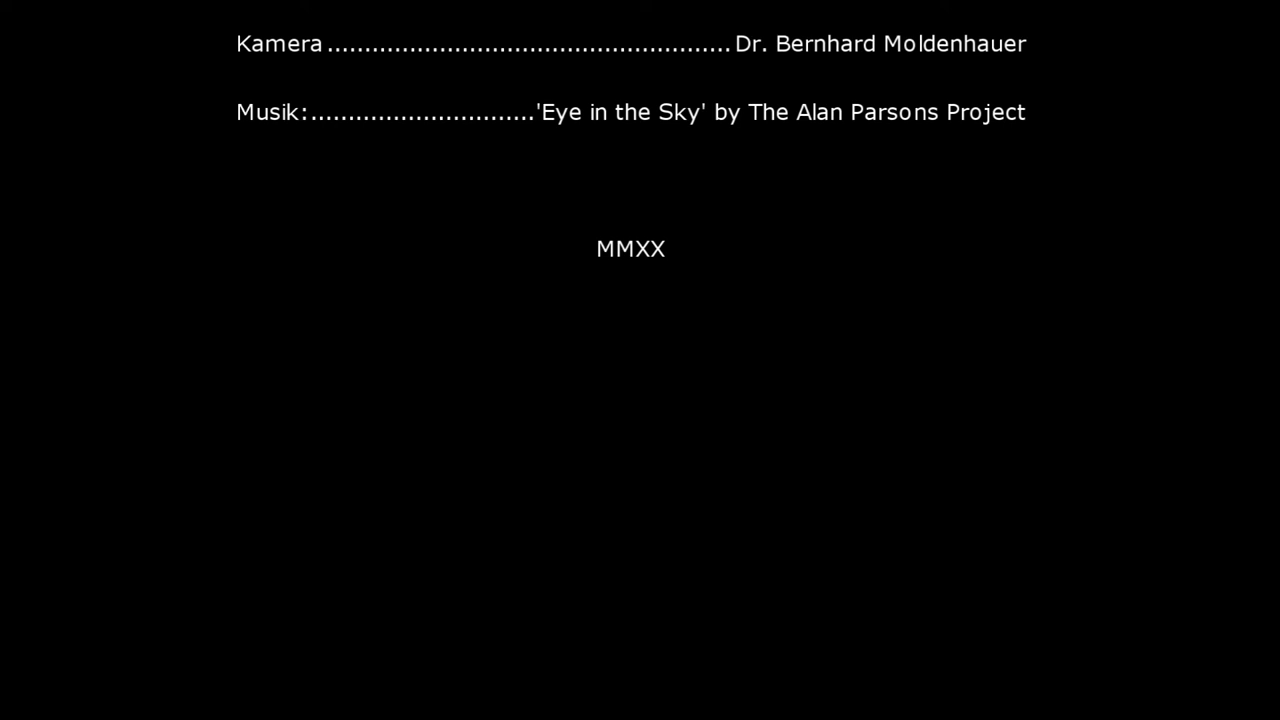 Kamera......................................................Dr. Bernhard Moldenhauer
Musik:..............................'Eye in the Sky' by The Alan Parsons Project
MMXX